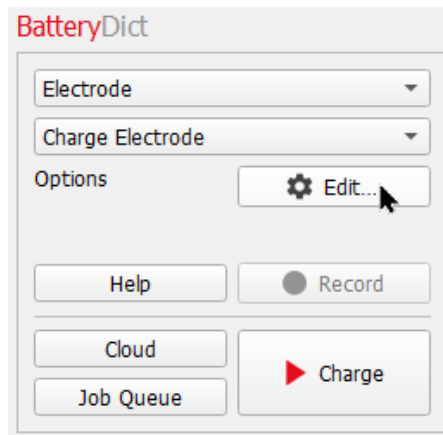 BatteryDict
Electrode
Charge Electrode
Options Edit...
Help Record
Cloud
Charge
Job Queue